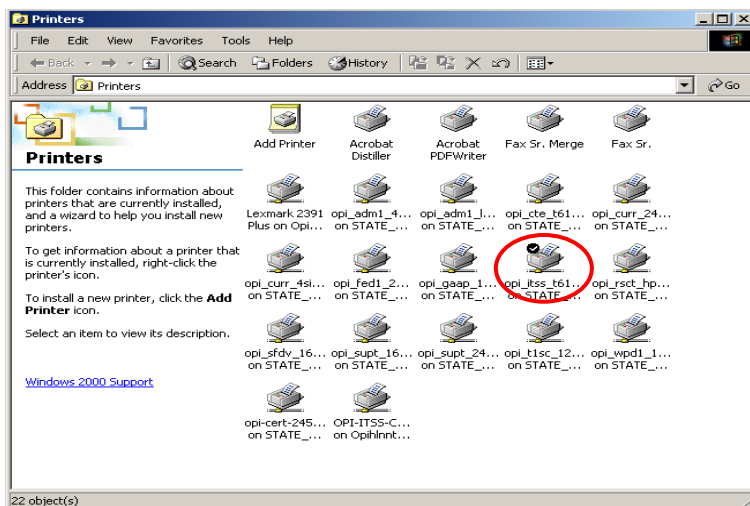 Printers
File Edit View Favorites Tools Help
Back Search Folders History
Address Printers Go
Printers
This folder contains information about
printers that are currently installed,
and a wizard to help you install new
printers.
To get information about a printer that
is currently installed, right-click the
printer's icon.
To install a new printer, click the Add
Printer icon.
Select an item to view its description.
Windows 2000 Support
Add Printer Acrobat Acrobat Fax Sr. Merge Fax Sr.
Distiller PDFWriter
Lexmark 2391 opi_adm1_4... opi_adm1_l... opi_cte_t61... opi_curr_24...
Plus on Opi... on STATE_... on STATE_... on STATE_... on STATE_...
opi_curr_4si... opi_fed1_2... opi_gaap_1... opi_itss_t61... opi_rsct_hp...
on STATE_... on STATE_... on STATE_... on STATE_... on STATE_...
opi_sfdv_16... opi_supt_16... opi_supt_24... opi_t1sc_12... opi_wpd1_1...
on STATE_... on STATE_... on STATE_... on STATE_... on STATE_...
opi-cert-245... OPI-ITSS-C...
on STATE_... on Opihlnnt...
22 object(s)